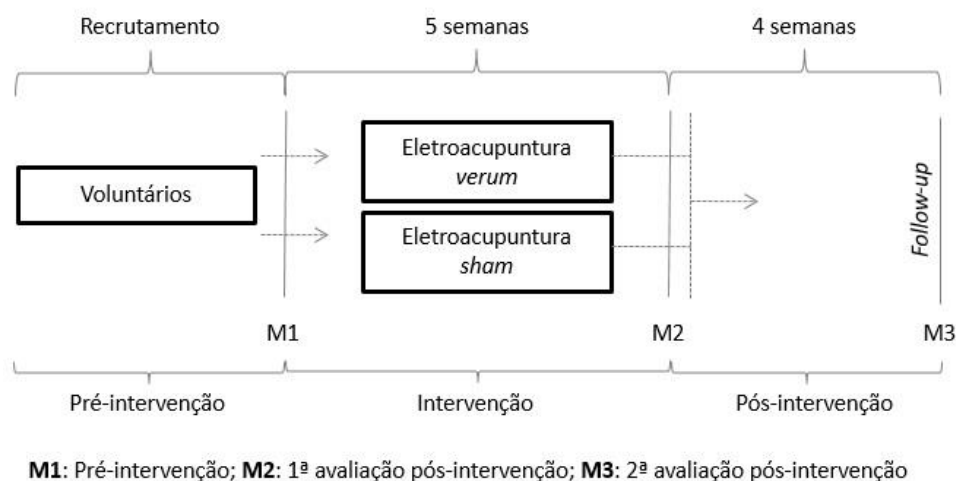 Recrutamento
5 semanas
4 semanas
Voluntários
Eletroacupuntura
verum
Eletroacupuntura
sham
Follow-up
M1
M2
M3
Pré-intervenção
Intervenção
Pós-intervenção
M1: Pré-intervenção; M2: 1ª avaliação pós-intervenção; M3: 2ª avaliação pós-intervenção